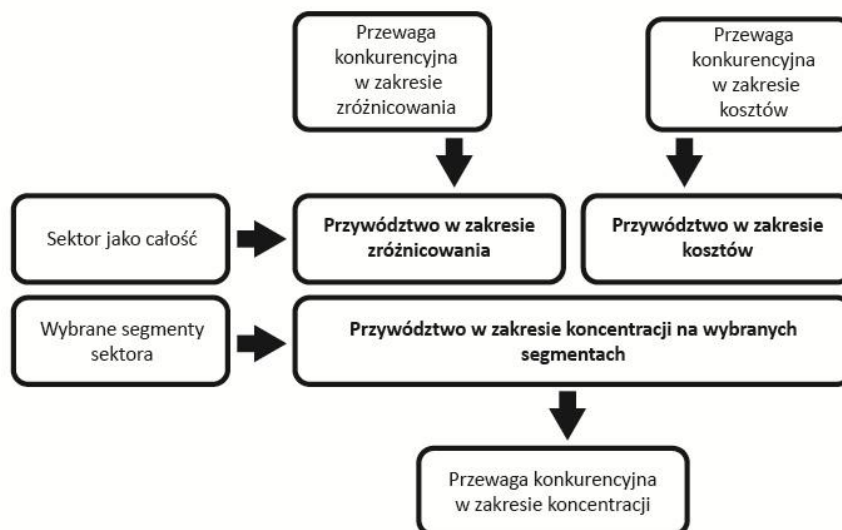 Przewaga
konkurencyjna
w zakresie
zróżnicowania
Przewaga
konkurencyjna
w zakresie
kosztów
Sektor jako całość
Przywództwo w zakresie
zróżnicowania
Przywództwo w zakresie
kosztów
Wybrane segmenty
sektora
Przywództwo w zakresie koncentracji na wybranych
segmentach
Przewaga konkurencyjna
w zakresie koncentracji